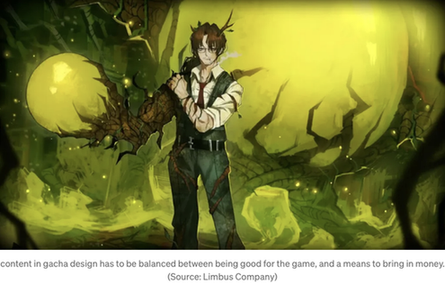 content in gacha design has to be balanced between being good for the game, and a means to bring in money.
(Source: Limbus Company)